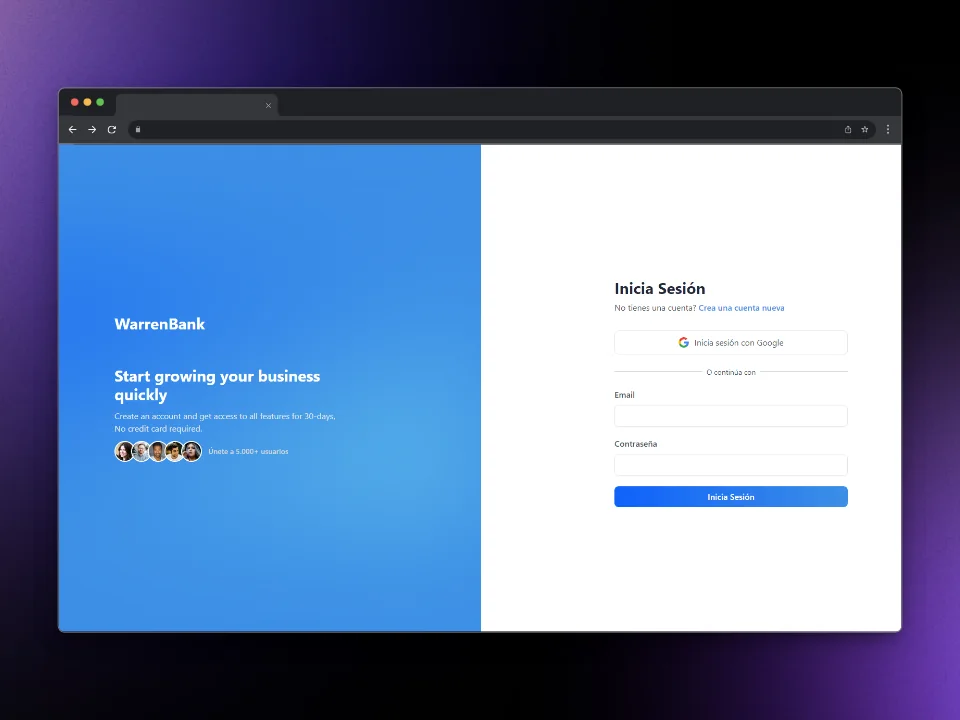 WarrenBank
Start growing your business
quickly
Create an account and get access to all features for 30-days,
No credit card required.
Únete a 5.000+ usuarios
Inicia Sesión
No tienes una cuenta? Crea una cuenta nueva
Inicia sesión con Google
O continúa con
Email
Contraseña
Inicia Sesión